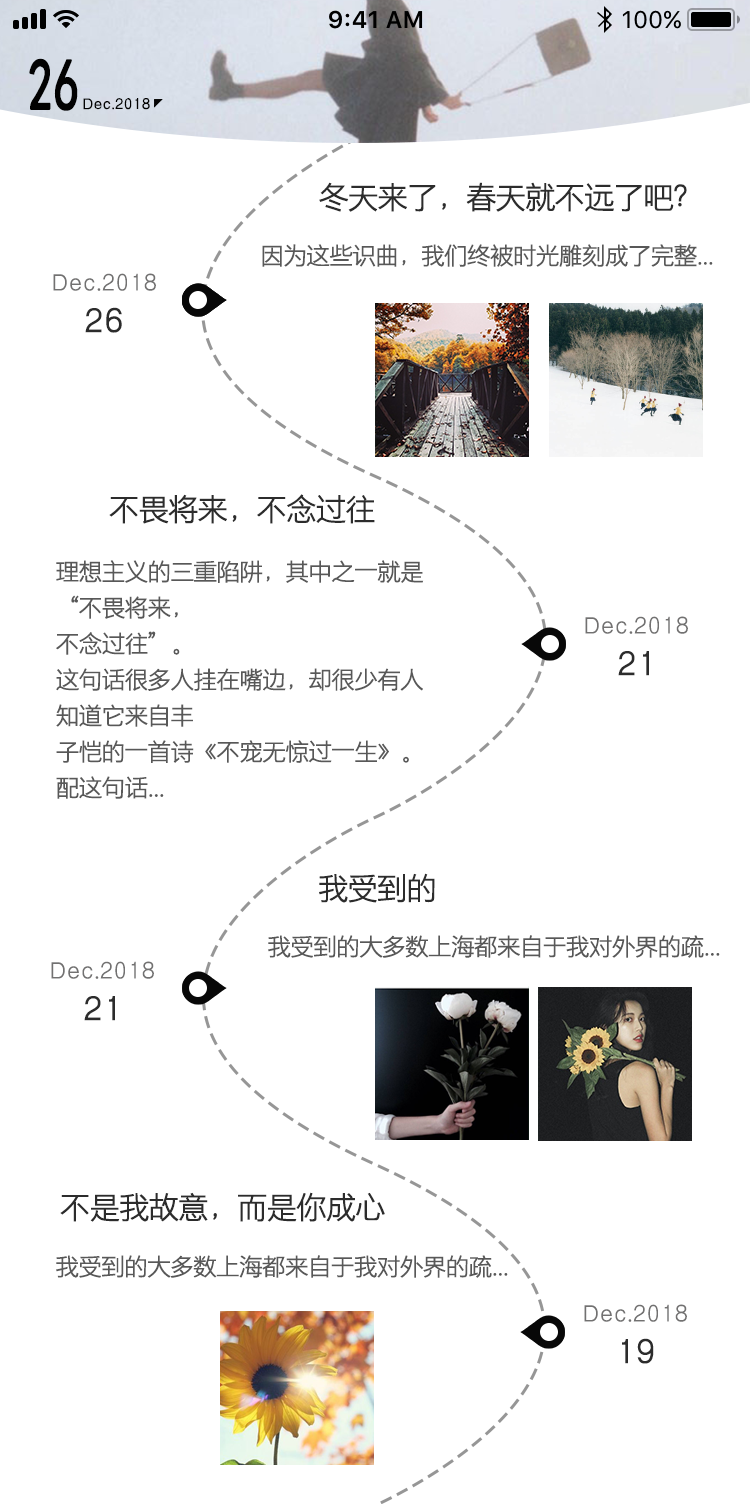 9:41 AM
100%
26 Dec.2018
冬天来了，春天就不远了吧？
因为这些识曲，我们终被时光雕刻成了完整...
Dec.2018
26
不畏将来，不念过往
理想主义的三重陷阱，其中之一就是
“不畏将来，
不念过往”。
这句话很多人挂在嘴边，却很少有人
知道它来自丰
子恺的一首诗《不宠无惊过一生》。
配这句话...
Dec.2018
21
我受到的
我受到的大多数上海都来自于我对外界的疏...
Dec.2018
21
不是我故意，而是你成心
我受到的大多数上海都来自于我对外界的疏...
Dec.2018
19